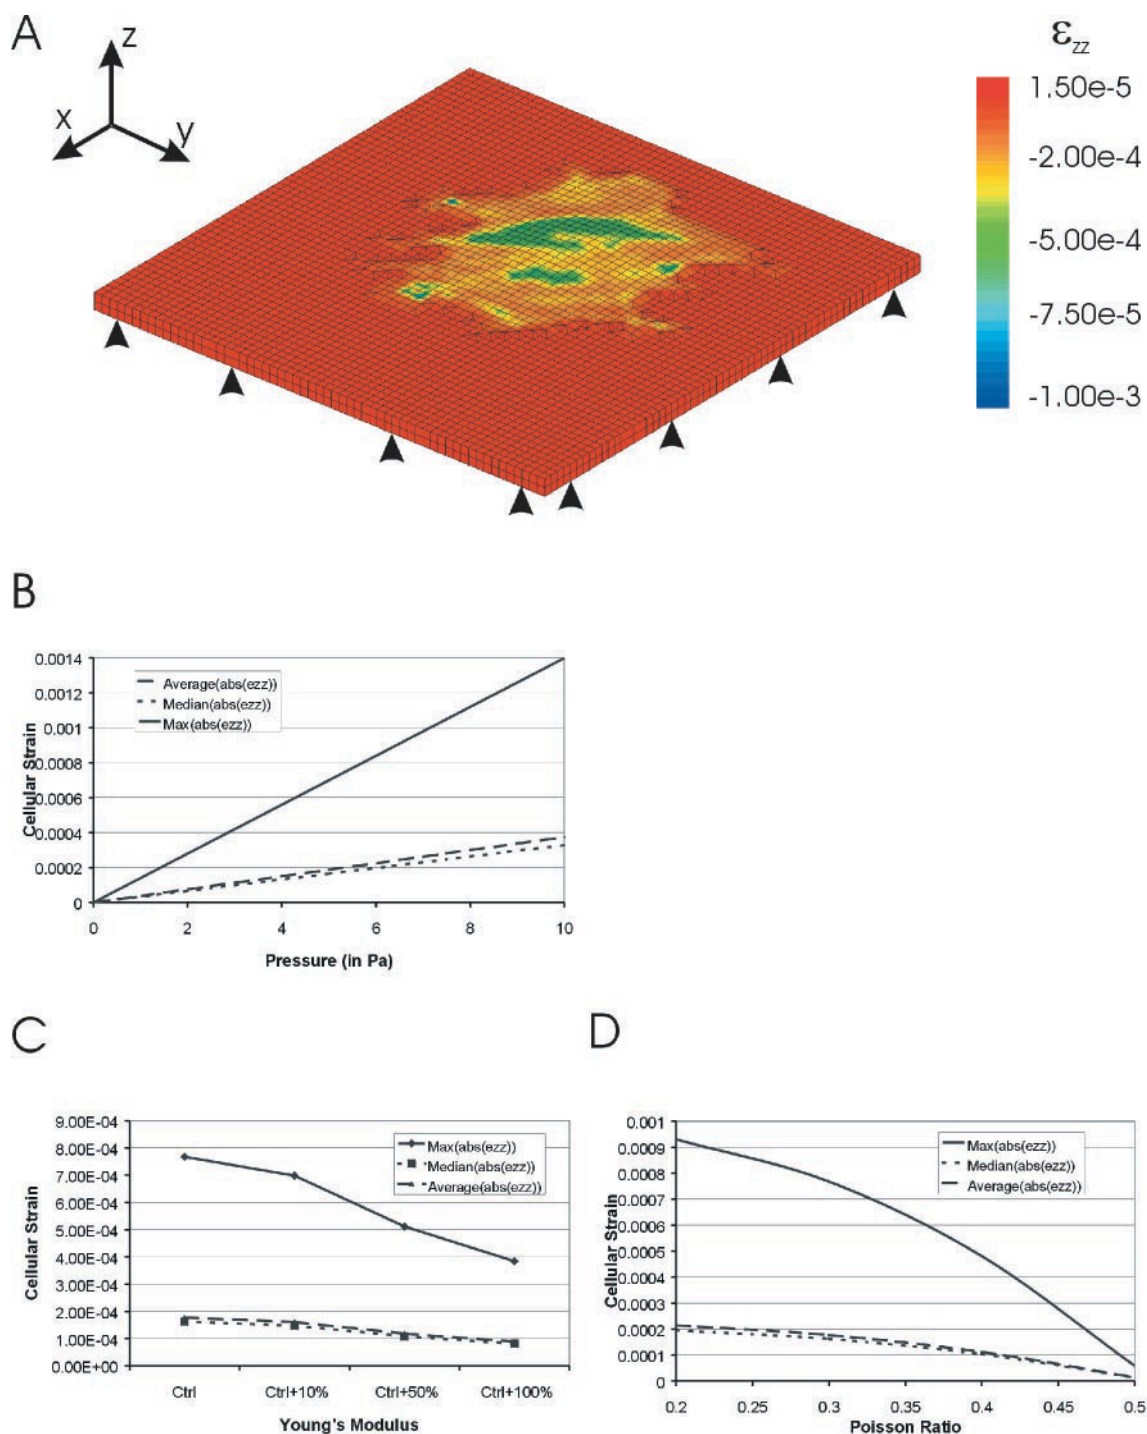 A
z
x
y
εzz
1.50e-5
-2.00e-4
-5.00e-4
-7.50e-5
-1.00e-3
B
0.0014
0.0012
0.001
0.0008
0.0006
0.0004
0.0002
0
Cellular Strain
Average(abs(ezz))
Median(abs(ezz))
Max(abs(ezz))
0 2 4 6 8 10
Pressure (in Pa)
C
9.00E-04
8.00E-04
7.00E-04
6.00E-04
5.00E-04
4.00E-04
3.00E-04
2.00E-04
1.00E-04
0.00E+00
Cellular Strain
Max(abs(ezz))
Median(abs(ezz))
Average(abs(ezz))
Ctrl Ctrl+10% Ctrl+50% Ctrl+100%
Young's Modulus
D
0.001
0.0009
0.0008
0.0007
0.0006
0.0005
0.0004
0.0003
0.0002
0.0001
0
Cellular Strain
Max(abs(ezz))
Median(abs(ezz))
Average(abs(ezz))
0.2 0.25 0.3 0.35 0.4 0.45 0.5
Poisson Ratio